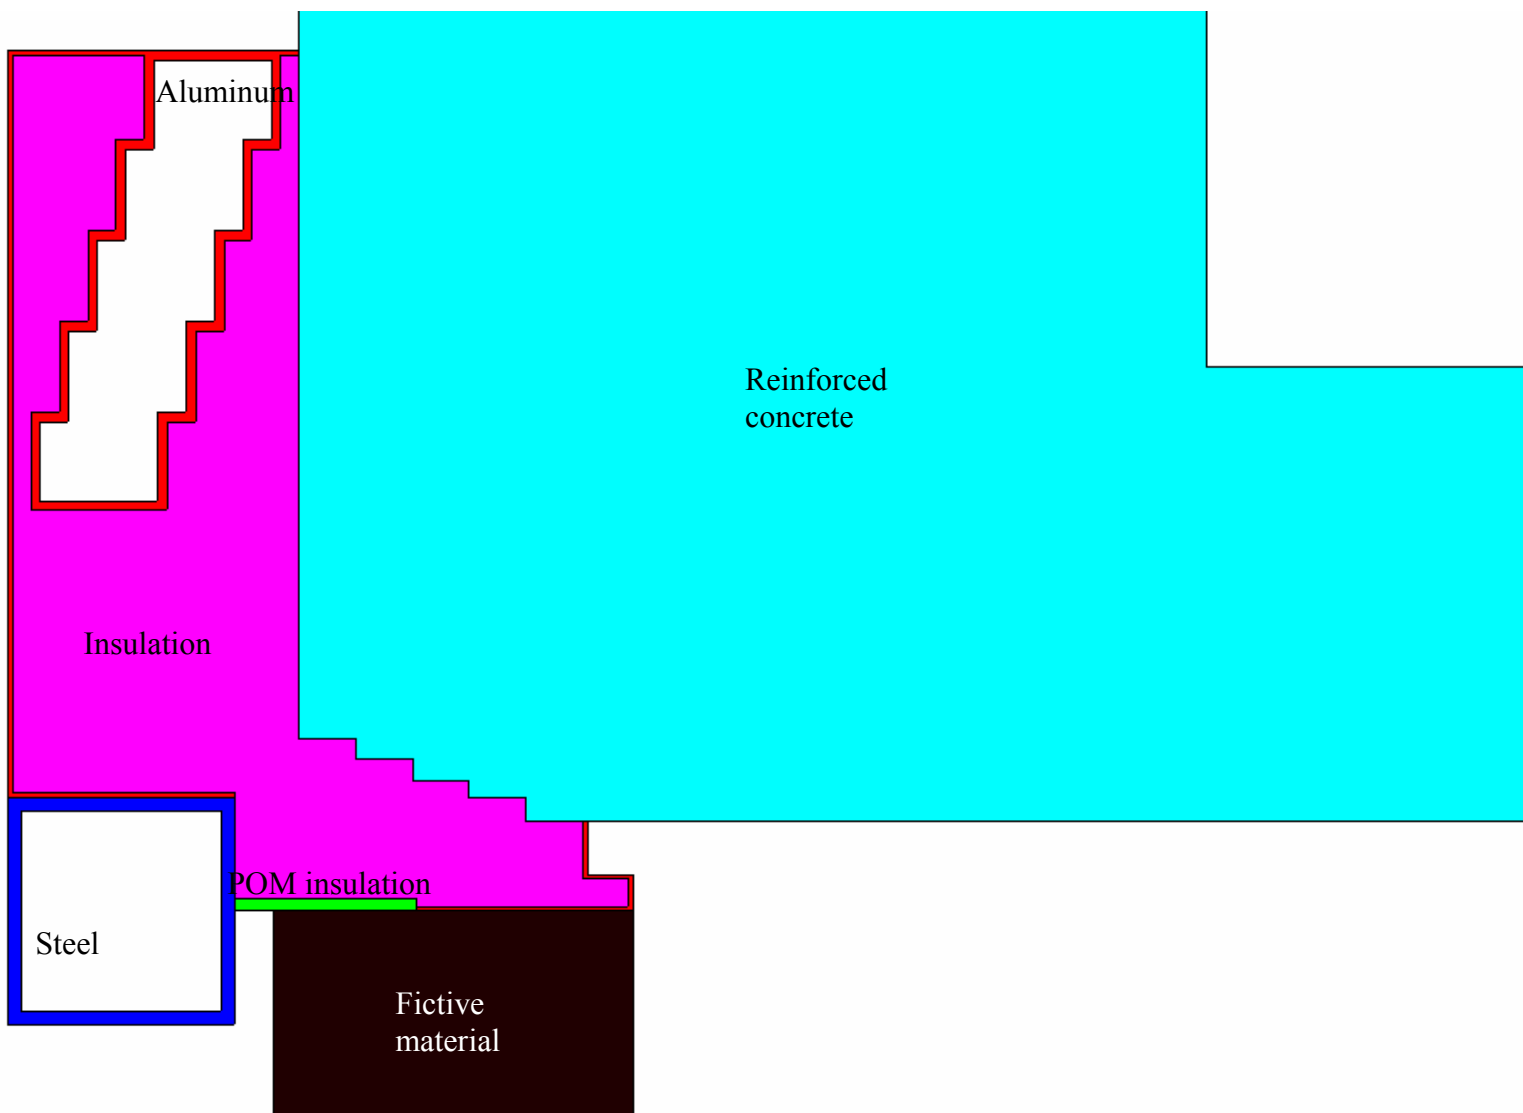 Aluminum
Reinforced
concrete
Insulation
POM insulation
Steel
Fictive
material